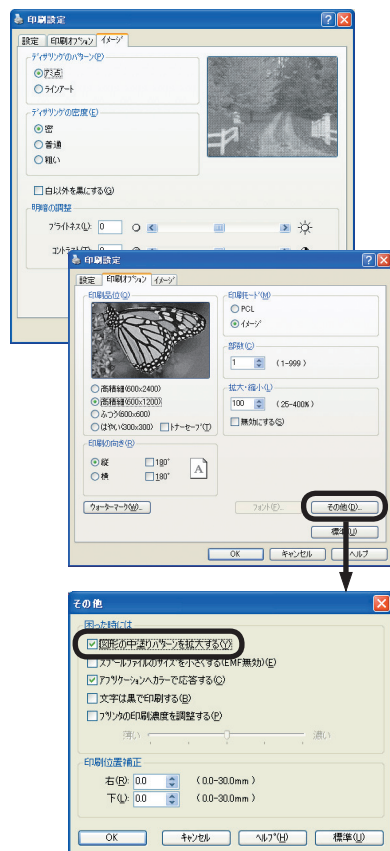 印刷設定
設定 印刷オプション イメージ
ディザリングのパターン(P)
網点
ラインアート
ディザリングの密度(E)
密
普通
粗い
白以外を黒にする(G)
明暗の調整
ブライトネス(L): 0
印刷設定
設定 印刷オプション イメージ
印刷品位(Q)
高精細(600x2400)
高精細(600x1200)
ふつう(600x600)
はやい(300x300) トナーセーブ(T)
印刷の向き(R)
縦 180°
横 180°
A
ウォーターマーク(W)...
印刷モード(M)
PCL
イメージ
部数(C)
1 (1-999)
拡大・縮小(L)
100 (25-400%)
無効にする(S)
フォント(F)... その他(D)...
標準(U)
OK キャンセル ヘルプ
その他
困った時には
図形の中塗りパターンを拡大する(Y)
スプールファイルのサイズを小さくする(EMF無効)(E)
アプリケーションへカラーで応答する(C)
文字は黒で印刷する(B)
プリンタの印刷濃度を調整する(P)
薄い 濃い
印刷位置補正
右(R): 0.0 (0.0-30.0mm)
下(L): 0.0 (0.0-30.0mm)
OK キャンセル ヘルプ(H) 標準(U)